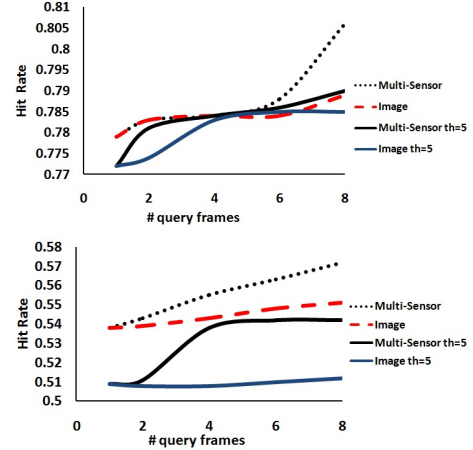 0.81
0.805
0.8
0.79
0.785
0.78
0.775
0.77
Hit Rate
0 2 4 6 8
# query frames
Multi-Sensor
Image
Multi-Sensor th=5
Image th=5
0.58
0.57
0.56
0.55
0.54
0.53
0.52
0.51
0.5
Hit Rate
0 2 4 6 8
# query frames
Multi-Sensor
Image
Multi-Sensor th=5
Image th=5